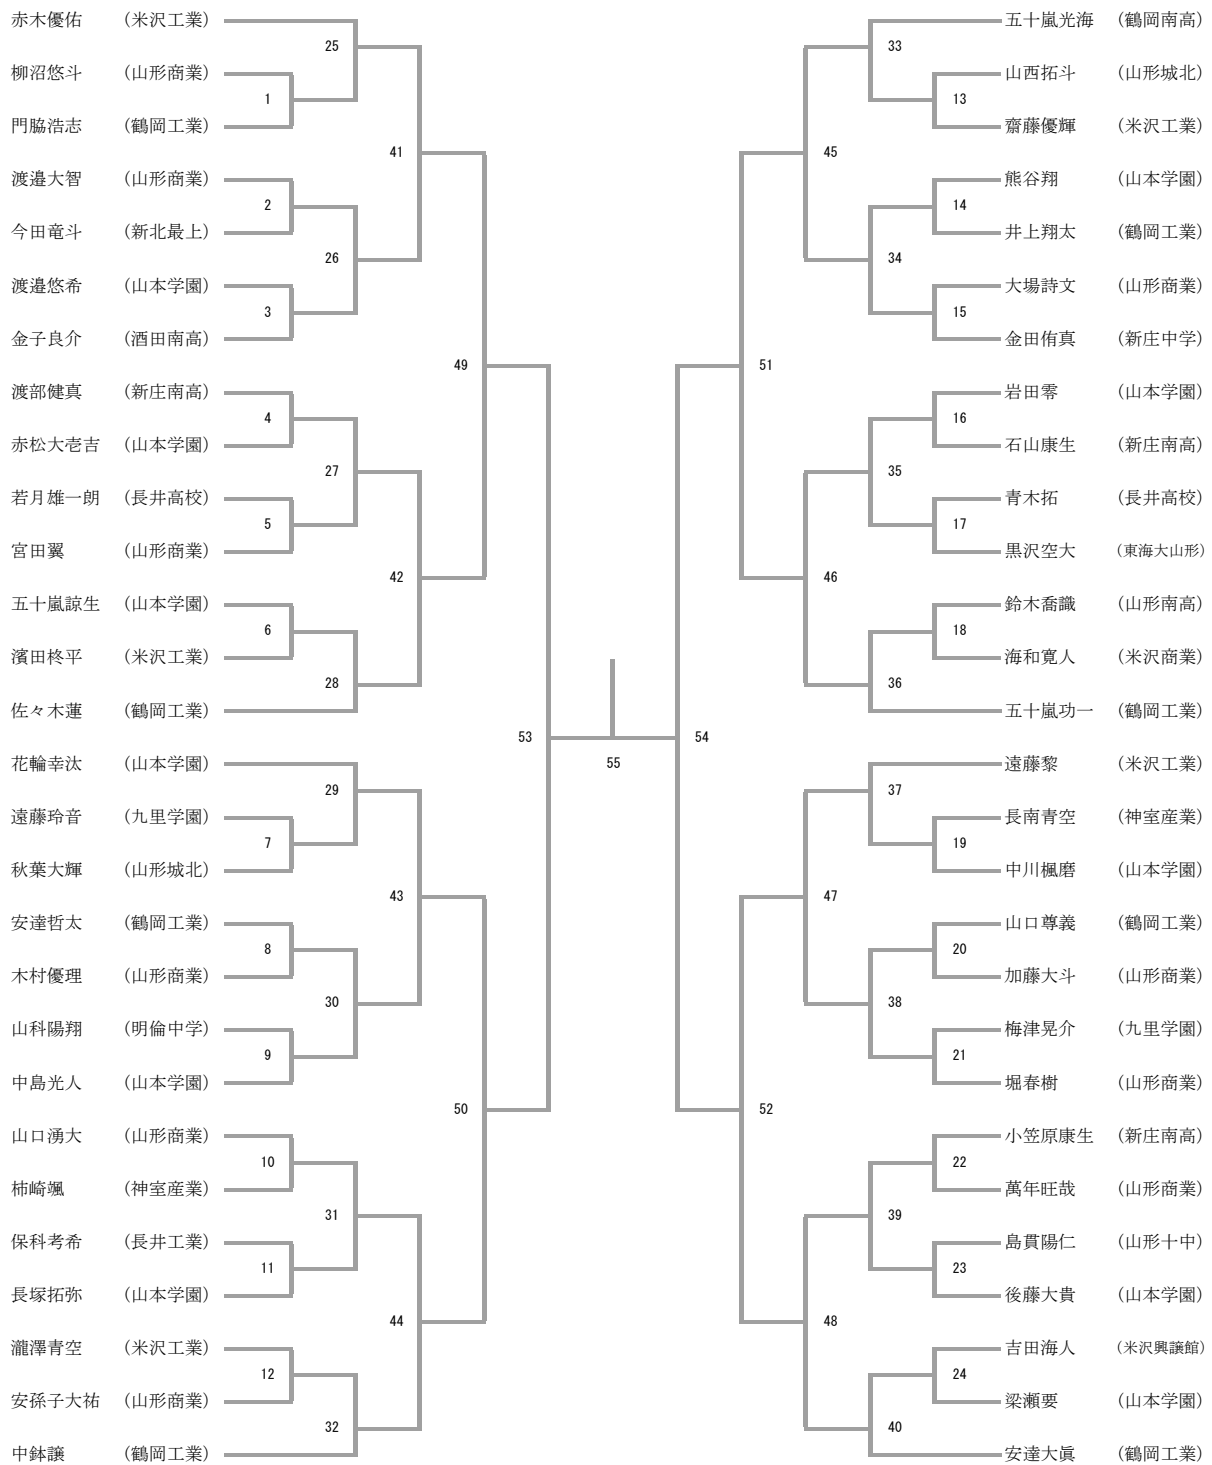 赤木優佑 (米沢工業)
25
柳沼悠斗 (山形商業)
1
門脇浩志 (鶴岡工業)
41
渡邉大智 (山形商業)
2
今田竜斗 (新北最上)
26
渡邉悠希 (山本学園)
3
金子良介 (酒田南高)
49
渡部健真 (新庄南高)
4
赤松大壱吉 (山本学園)
27
若月雄一朗 (長井高校)
5
宮田翼 (山形商業)
42
五十嵐諒生 (山本学園)
6
濱田柊平 (米沢工業)
28
佐々木蓮 (鶴岡工業)
53
花輪幸汰 (山本学園)
29
遠藤玲音 (九里学園)
7
秋葉大輝 (山形城北)
43
安達哲太 (鶴岡工業)
8
木村優理 (山形商業)
30
山科陽翔 (明倫中学)
9
中島光人 (山本学園)
50
山口湧大 (山形商業)
10
柿崎颯 (神室産業)
31
保科考希 (長井工業)
11
長塚拓弥 (山本学園)
44
瀧澤青空 (米沢工業)
12
安孫子大祐 (山形商業)
32
中鉢譲 (鶴岡工業)
55
五十嵐光海 (鶴岡南高)
33
山西拓斗 (山形城北)
13
齋藤優輝 (米沢工業)
45
熊谷翔 (山本学園)
14
井上翔太 (鶴岡工業)
34
大場詩文 (山形商業)
15
金田侑真 (新庄中学)
51
岩田零 (山本学園)
16
石山康生 (新庄南高)
35
青木拓 (長井高校)
17
黒沢空大 (東海大山形)
46
鈴木喬識 (山形南高)
18
海和寛人 (米沢商業)
36
五十嵐功一 (鶴岡工業)
54
遠藤黎 (米沢工業)
37
長南青空 (神室産業)
19
中川楓磨 (山本学園)
47
山口尊義 (鶴岡工業)
20
加藤大斗 (山形商業)
38
梅津晃介 (九里学園)
21
堀春樹 (山形商業)
52
小笠原康生 (新庄南高)
22
萬年旺哉 (山形商業)
39
島貫陽仁 (山形十中)
23
後藤大貴 (山本学園)
48
吉田海人 (米沢興譲館)
24
梁瀬要 (山本学園)
40
安達大眞 (鶴岡工業)